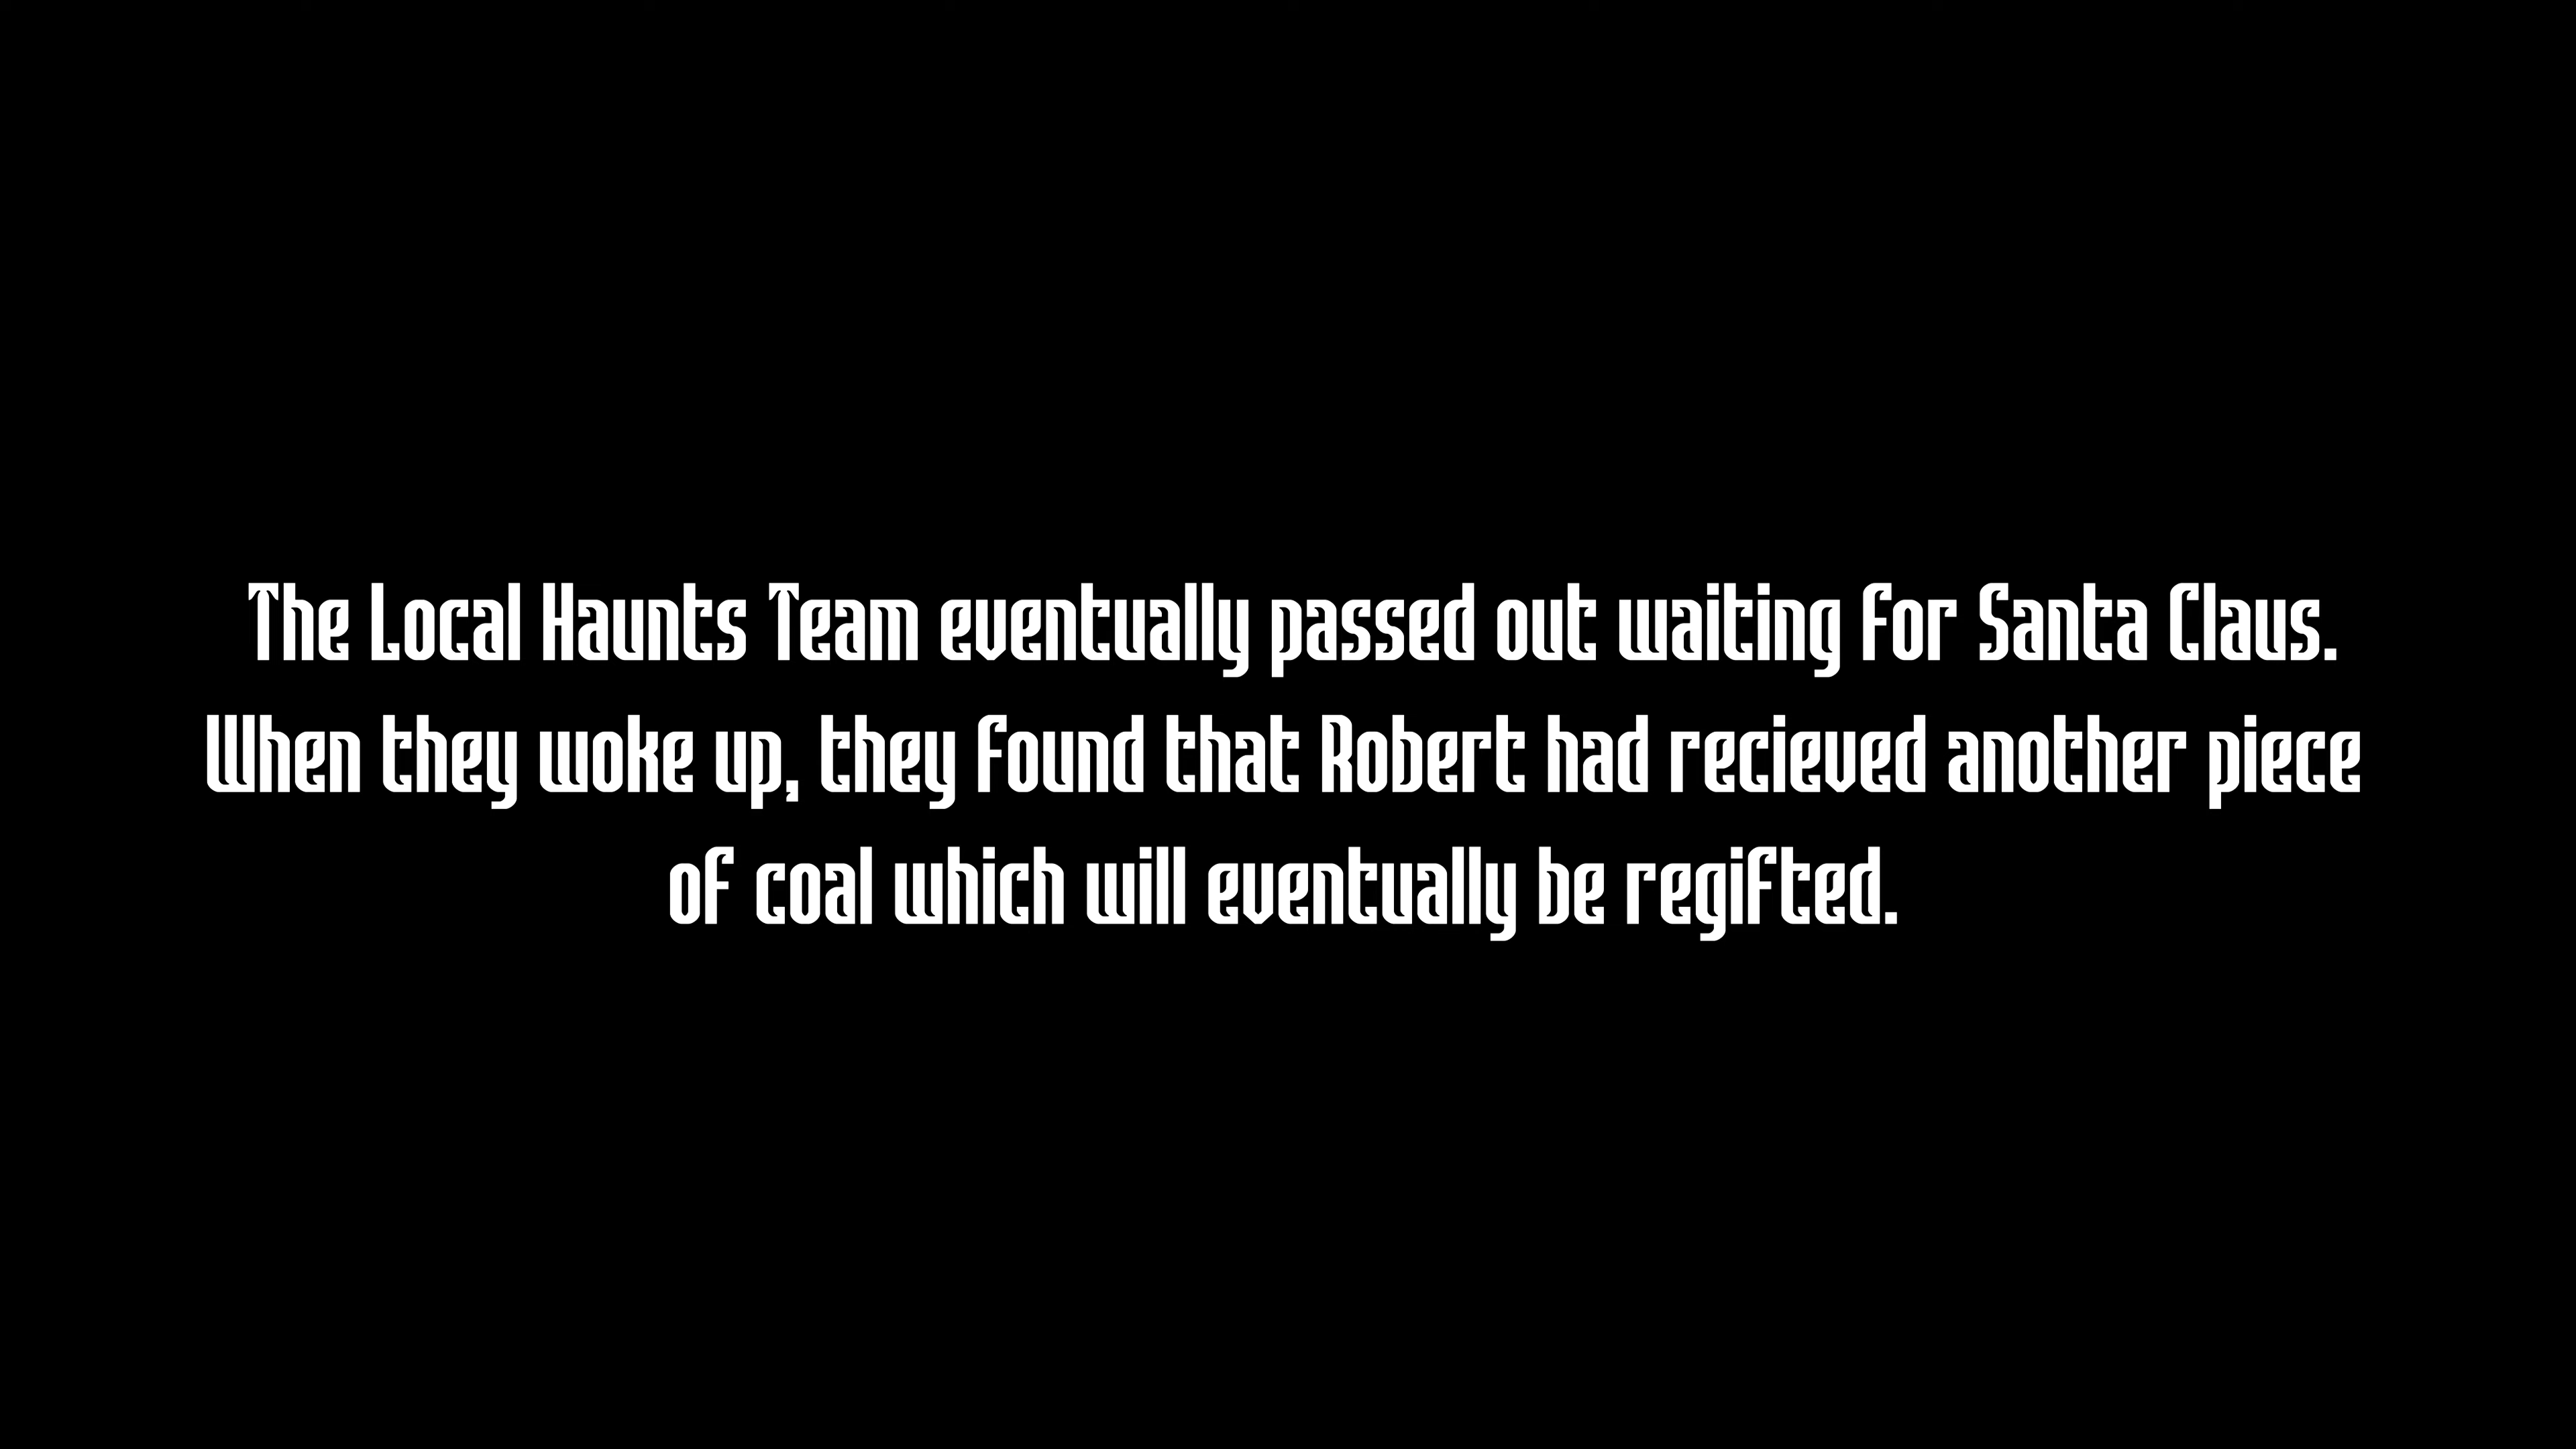 The Local Haunts Team eventually passed out waiting for Santa Claus.
When they woke up, they found that Robert had recieved another piece
of coal which will eventually be regifted.